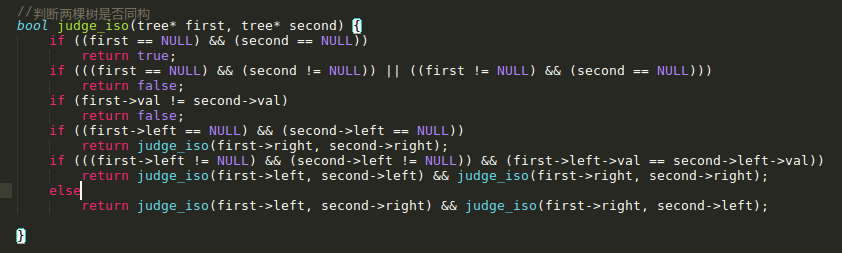 //判断两棵树是否同构
bool judge_iso(tree* first, tree* second) {
    if ((first == NULL) && (second == NULL))
        return true;
    if (((first == NULL) && (second != NULL)) || ((first != NULL) && (second == NULL)))
        return false;
    if (first->val != second->val)
        return false;
    if ((first->left == NULL) && (second->left == NULL))
        return judge_iso(first->right, second->right);
    if (((first->left != NULL) && (second->left != NULL)) && (first->left->val == second->left->val))
        return judge_iso(first->left, second->left) && judge_iso(first->right, second->right);
    else
        return judge_iso(first->left, second->right) && judge_iso(first->right, second->left);
}